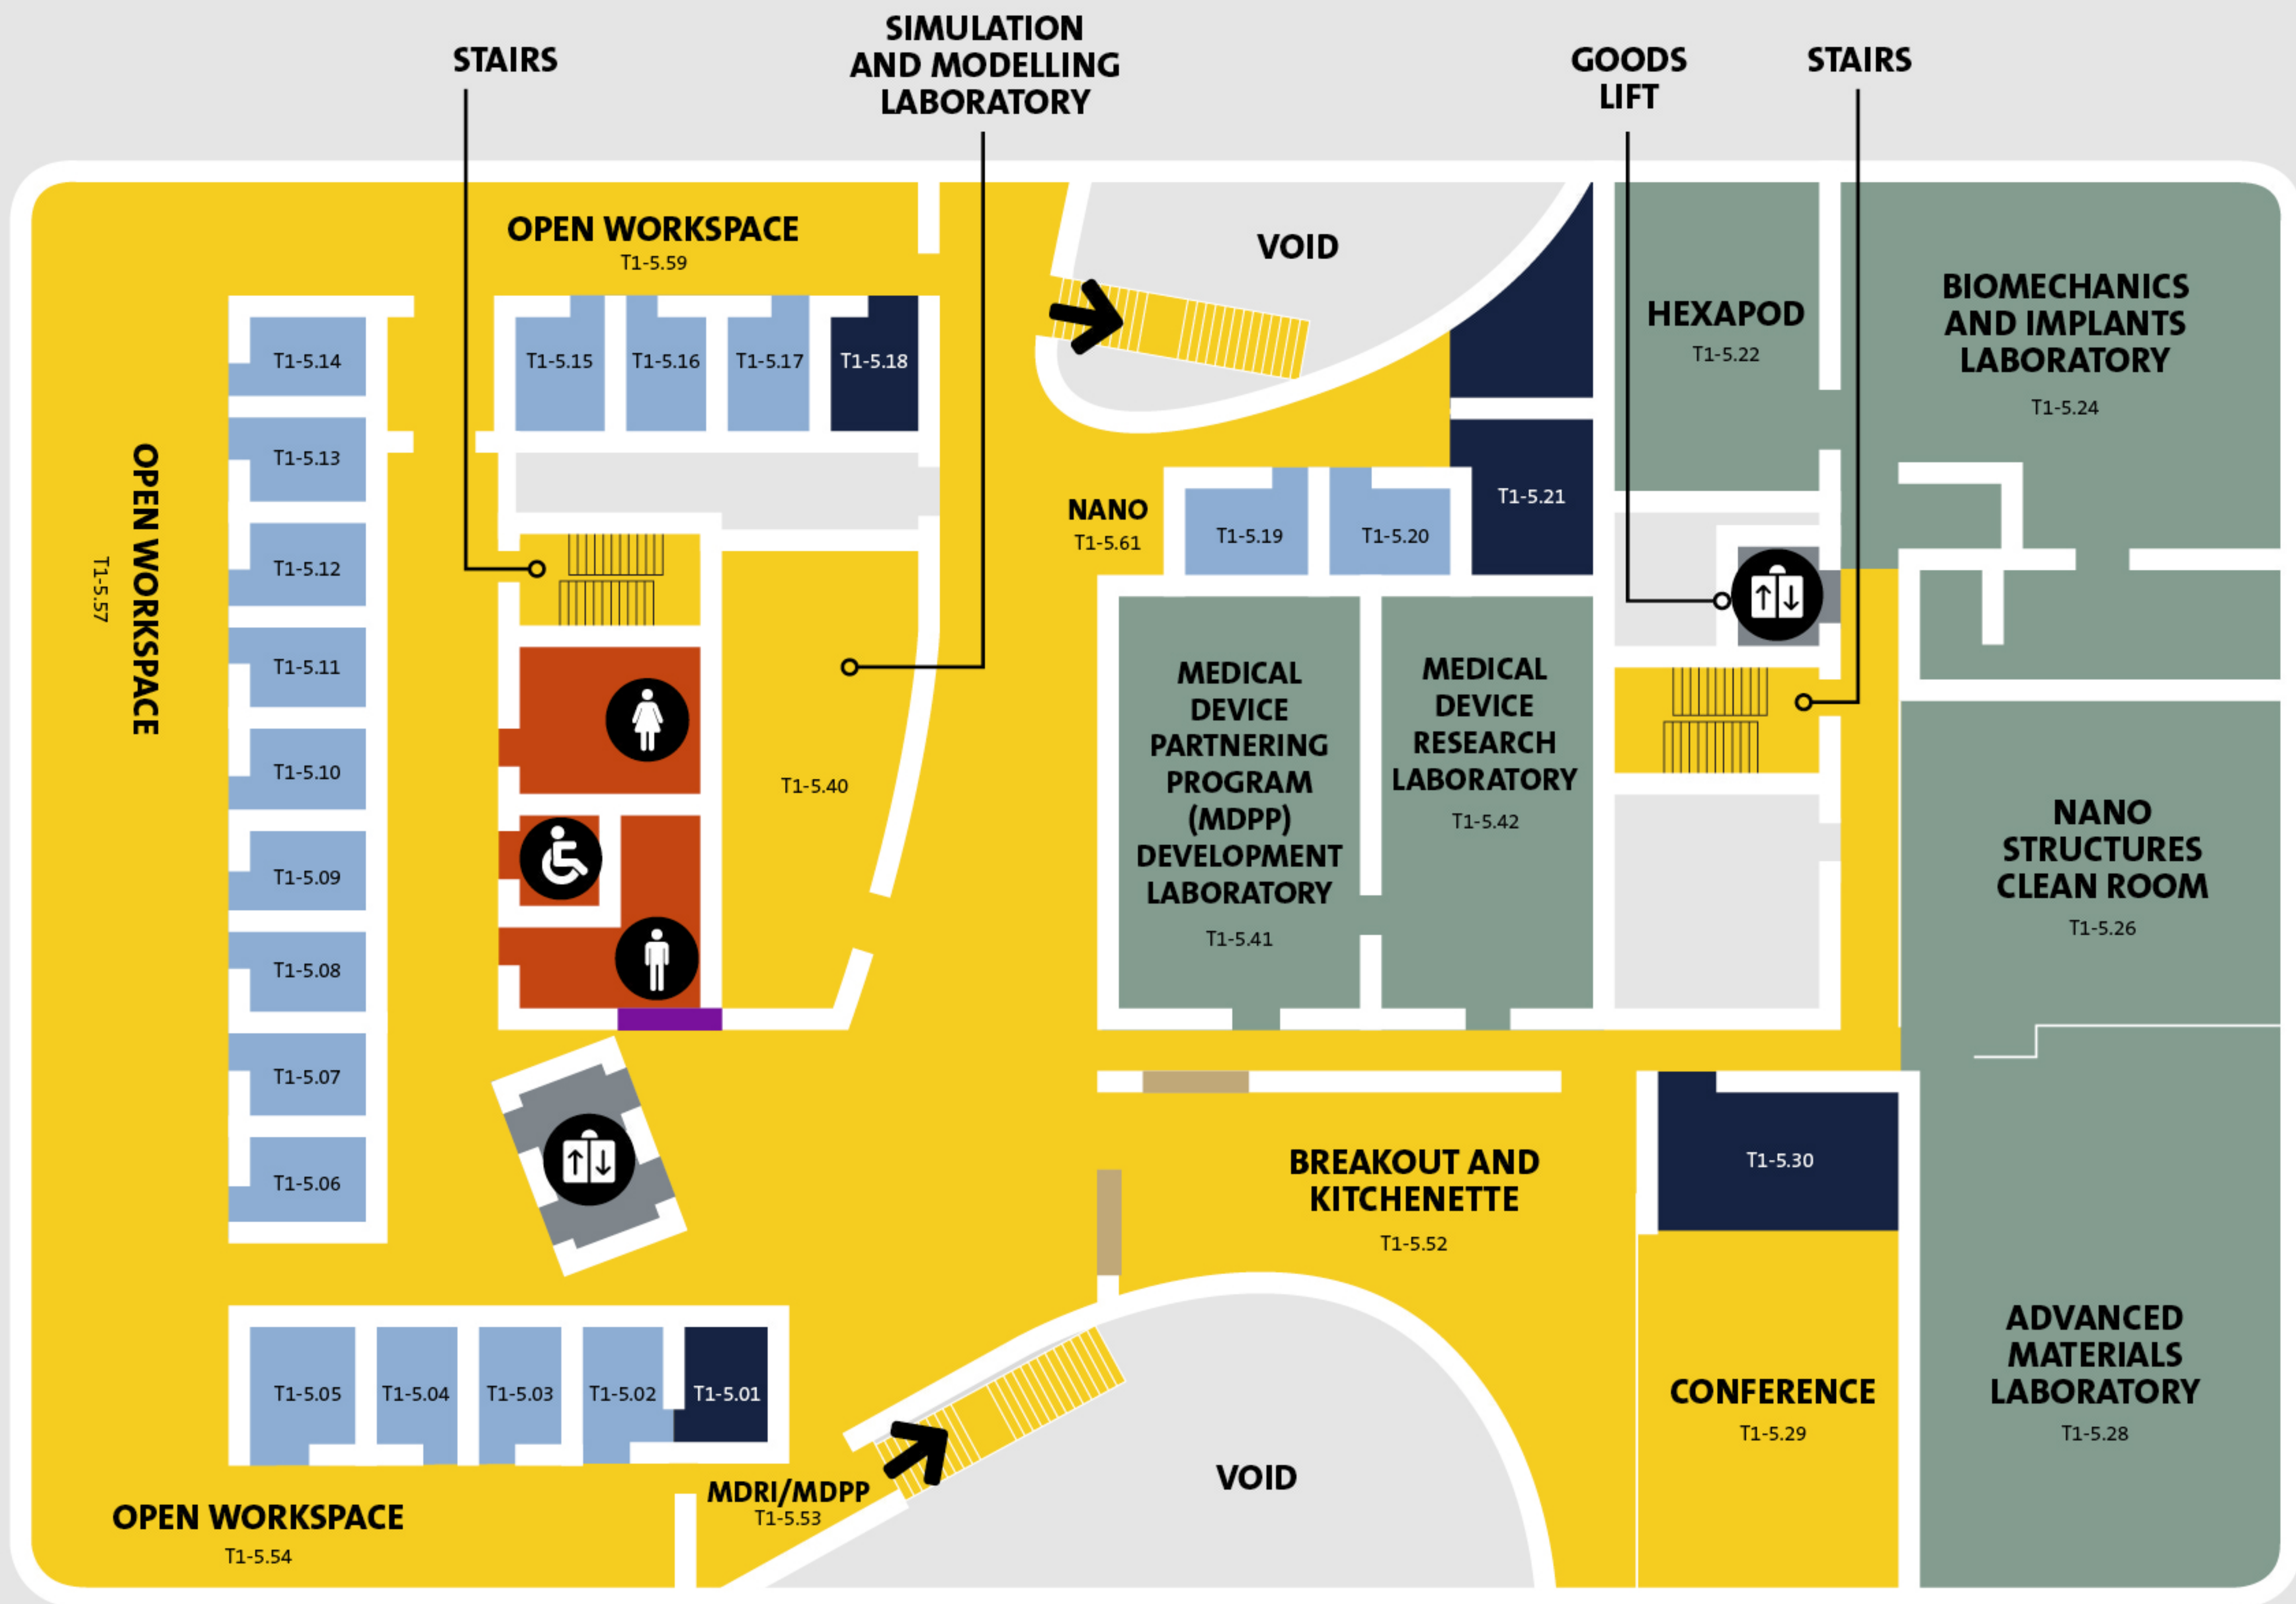 STAIRS
SIMULATION
AND MODELLING
LABORATORY
GOODS
LIFT
STAIRS
OPEN WORKSPACE
T1-5.59
VOID
HEXAPOD
T1-5.22
BIOMECHANICS
AND IMPLANTS
LABORATORY
T1-5.24
T1-5.14
T1-5.15
T1-5.16
T1-5.17
T1-5.18
T1-5.13
OPEN WORKSPACE
T1-5.57
NANO
T1-5.61
T1-5.19
T1-5.20
T1-5.21
T1-5.12
T1-5.11
T1-5.10
T1-5.09
T1-5.08
T1-5.07
T1-5.06
T1-5.40
MEDICAL
DEVICE
PARTNERING
PROGRAM
(MDPP)
DEVELOPMENT
LABORATORY
T1-5.41
MEDICAL
DEVICE
RESEARCH
LABORATORY
T1-5.42
NANO
STRUCTURES
CLEAN ROOM
T1-5.26
BREAKOUT AND
KITCHENETTE
T1-5.52
T1-5.30
T1-5.05
T1-5.04
T1-5.03
T1-5.02
T1-5.01
CONFERENCE
T1-5.29
ADVANCED
MATERIALS
LABORATORY
T1-5.28
MDRI/MDPP
T1-5.53
VOID
OPEN WORKSPACE
T1-5.54